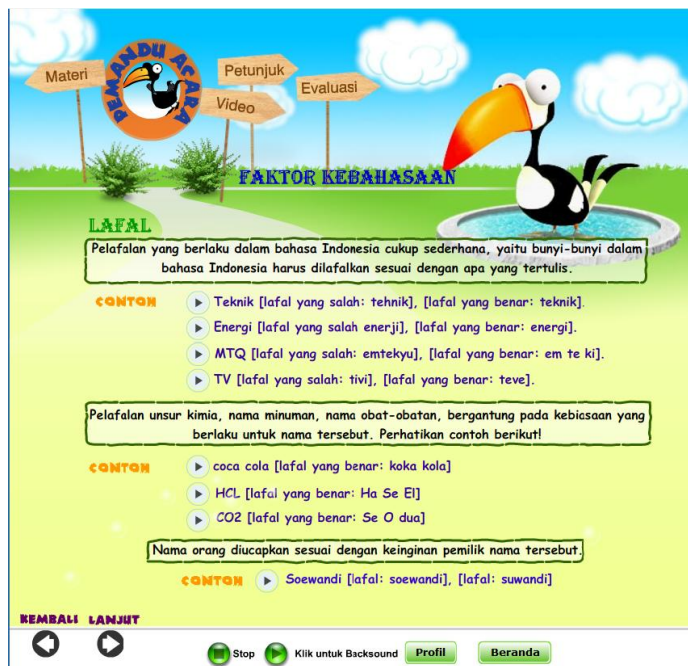 Materi
PEMANDU ACARA
Petunjuk
Video
Evaluasi
FAKTOR KEBAHASAAN
LAFAL
Pelafalan yang berlaku dalam bahasa Indonesia cukup sederhana, yaitu bunyi-bunyi dalam
bahasa Indonesia harus dilafalkan sesuai dengan apa yang tertulis.
CONTOH
Teknik [lafal yang salah: tehnik], [lafal yang benar: teknik].
Energi [lafal yang salah enerji], [lafal yang benar: energi].
MTQ [lafal yang salah: emtekyu], [lafal yang benar: em te ki].
TV [lafal yang salah: tivi], [lafal yang benar: teve].
Pelafalan unsur kimia, nama minuman, nama obat-obatan, bergantung pada kebiasaan yang
berlaku untuk nama tersebut. Perhatikan contoh berikut!
CONTOH
coca cola [lafal yang benar: koka kola]
HCL [lafal yang benar: Ha Se El]
CO2 [lafal yang benar: Se O dua]
Nama orang diucapkan sesuai dengan keinginan pemilik nama tersebut.
CONTOH
Soewandi [lafal: soewandi], [lafal: suwandi]
KEMBALI LANJUT
Stop
Klik untuk Backsound
Profil
Beranda